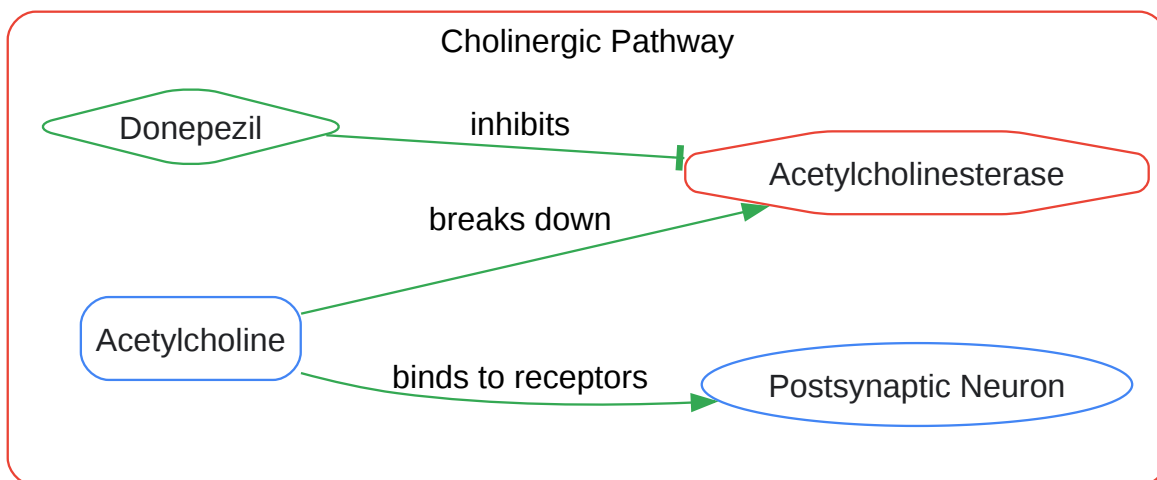 Cholinergic Pathway
Donepezil
inhibits
Acetylcholinesterase
breaks down
Acetylcholine
binds to receptors
Postsynaptic Neuron